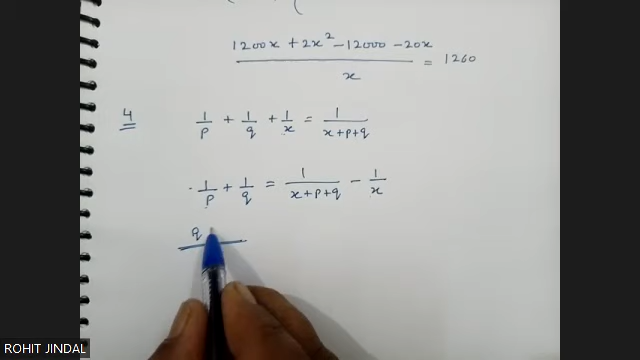 1200x + 2x² - 12000 - 20x / x = 1260
4 1/p + 1/q + 1/x = 1/(x+p+q)
1/p + 1/q = 1/(x+p+q) - 1/x
q
ROHIT JINDAL